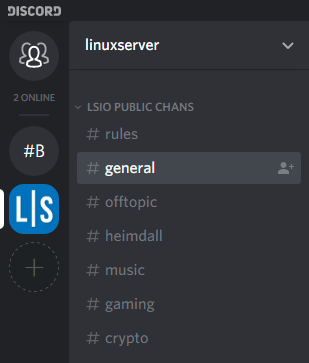 DISCORD
2 ONLINE
#B
L|S
linuxserver
LSIO PUBLIC CHANS
# rules
# general
# offtopic
# heimdall
# music
# gaming
# crypto